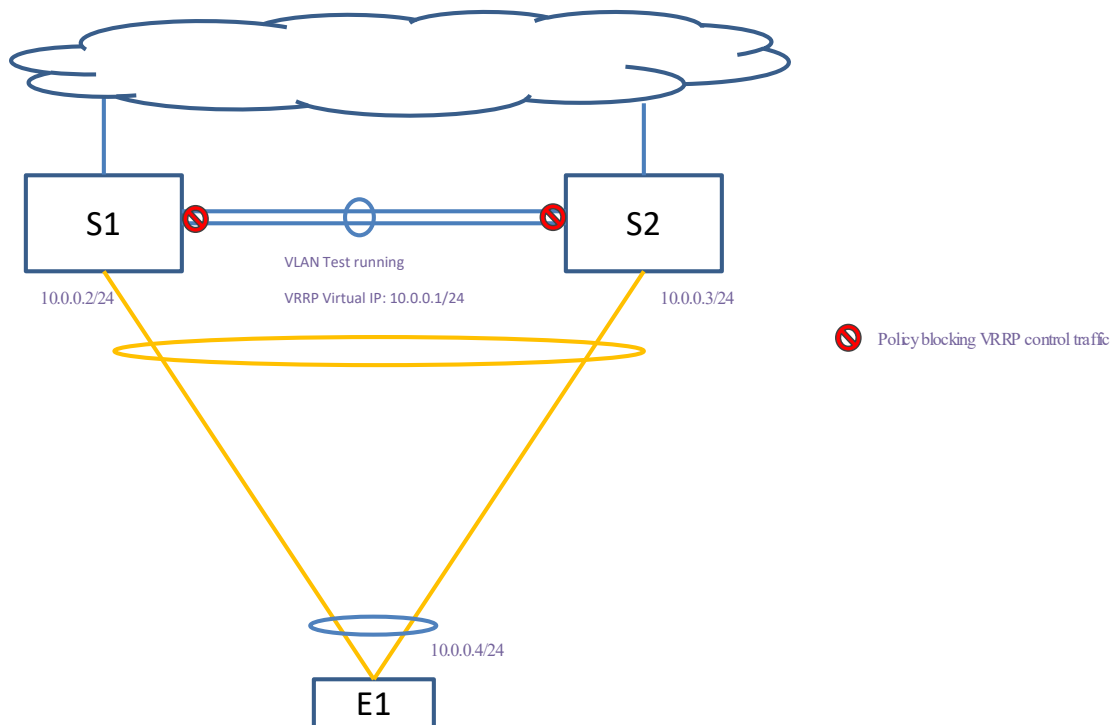 S1
S2
VLAN Test running
VRRP Virtual IP: 10.0.0.1/24
10.0.0.2/24
10.0.0.3/24
Policy blocking VRRP control traffic
10.0.0.4/24
E1